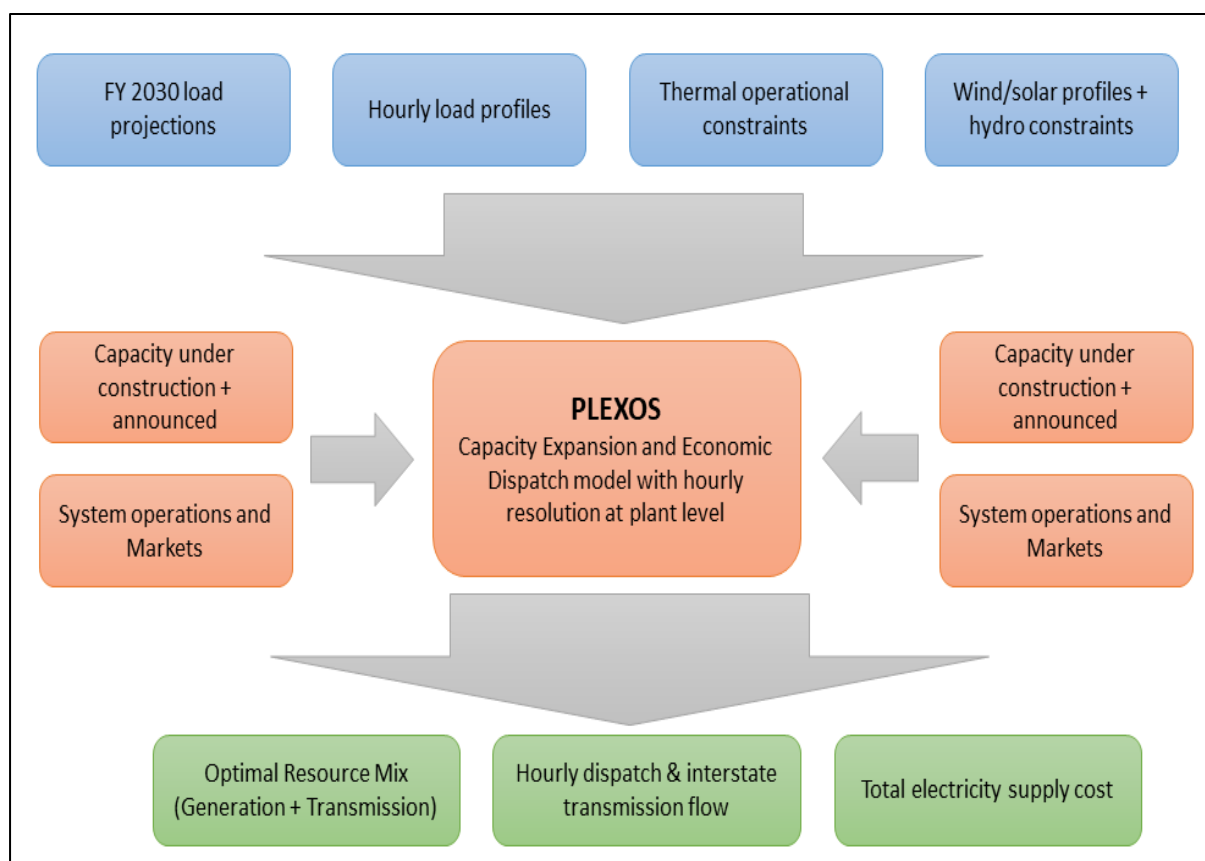 FY 2030 load
projections
Hourly load profiles
Thermal operational
constraints
Wind/solar profiles +
hydro constraints
Capacity under
construction +
announced
System operations and
Markets
PLEXOS
Capacity Expansion and Economic
Dispatch model with hourly
resolution at plant level
Capacity under
construction +
announced
System operations and
Markets
Optimal Resource Mix
(Generation + Transmission)
Hourly dispatch & interstate
transmission flow
Total electricity supply cost